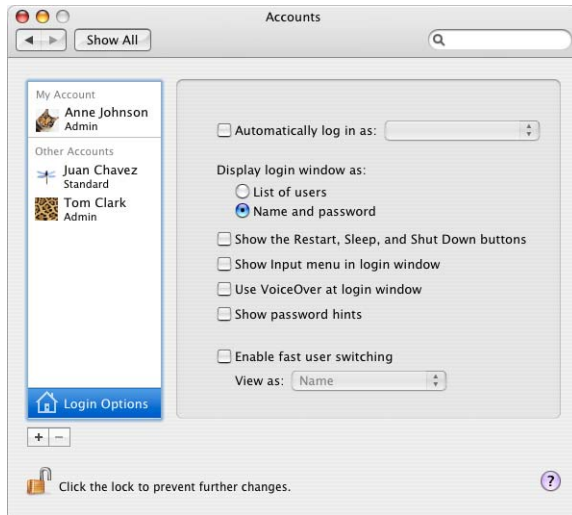 Accounts
Show All
My Account
Anne Johnson
Admin
Other Accounts
Juan Chavez
Standard
Tom Clark
Admin
Login Options
+ −
Automatically log in as:
Display login window as:
List of users
Name and password
Show the Restart, Sleep, and Shut Down buttons
Show Input menu in login window
Use VoiceOver at login window
Show password hints
Enable fast user switching
View as: Name
Click the lock to prevent further changes.
?